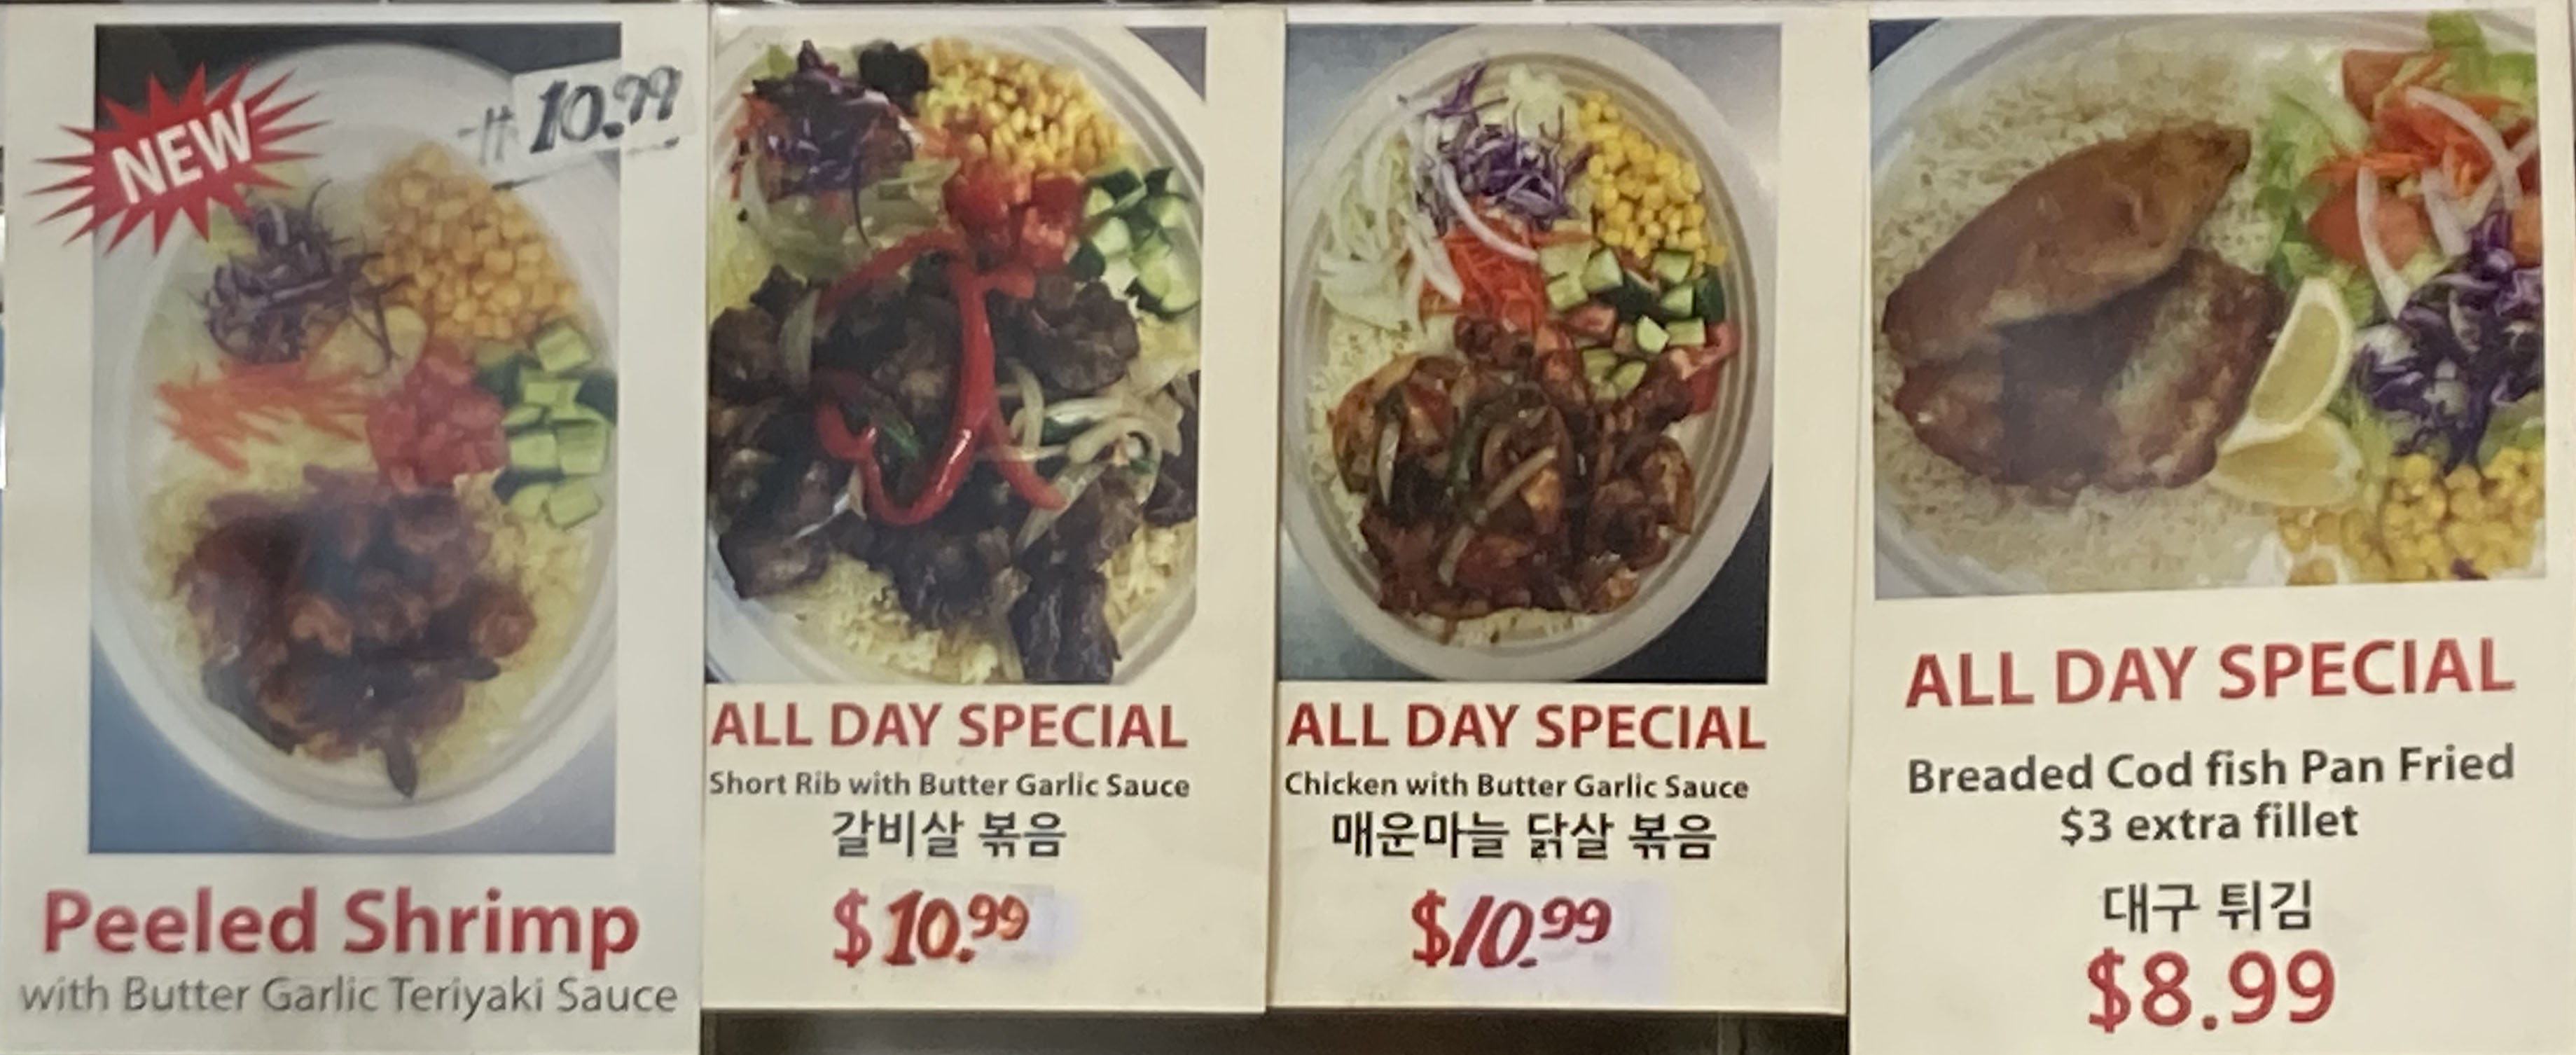 NEW
10.99
Peeled Shrimp
with Butter Garlic Teriyaki Sauce
ALL DAY SPECIAL
Short Rib with Butter Garlic Sauce
갈비살 볶음
$10.99
ALL DAY SPECIAL
Chicken with Butter Garlic Sauce
매운마늘 닭살 볶음
$10.99
ALL DAY SPECIAL
Breaded Cod fish Pan Fried
$3 extra fillet
대구 튀김
$8.99